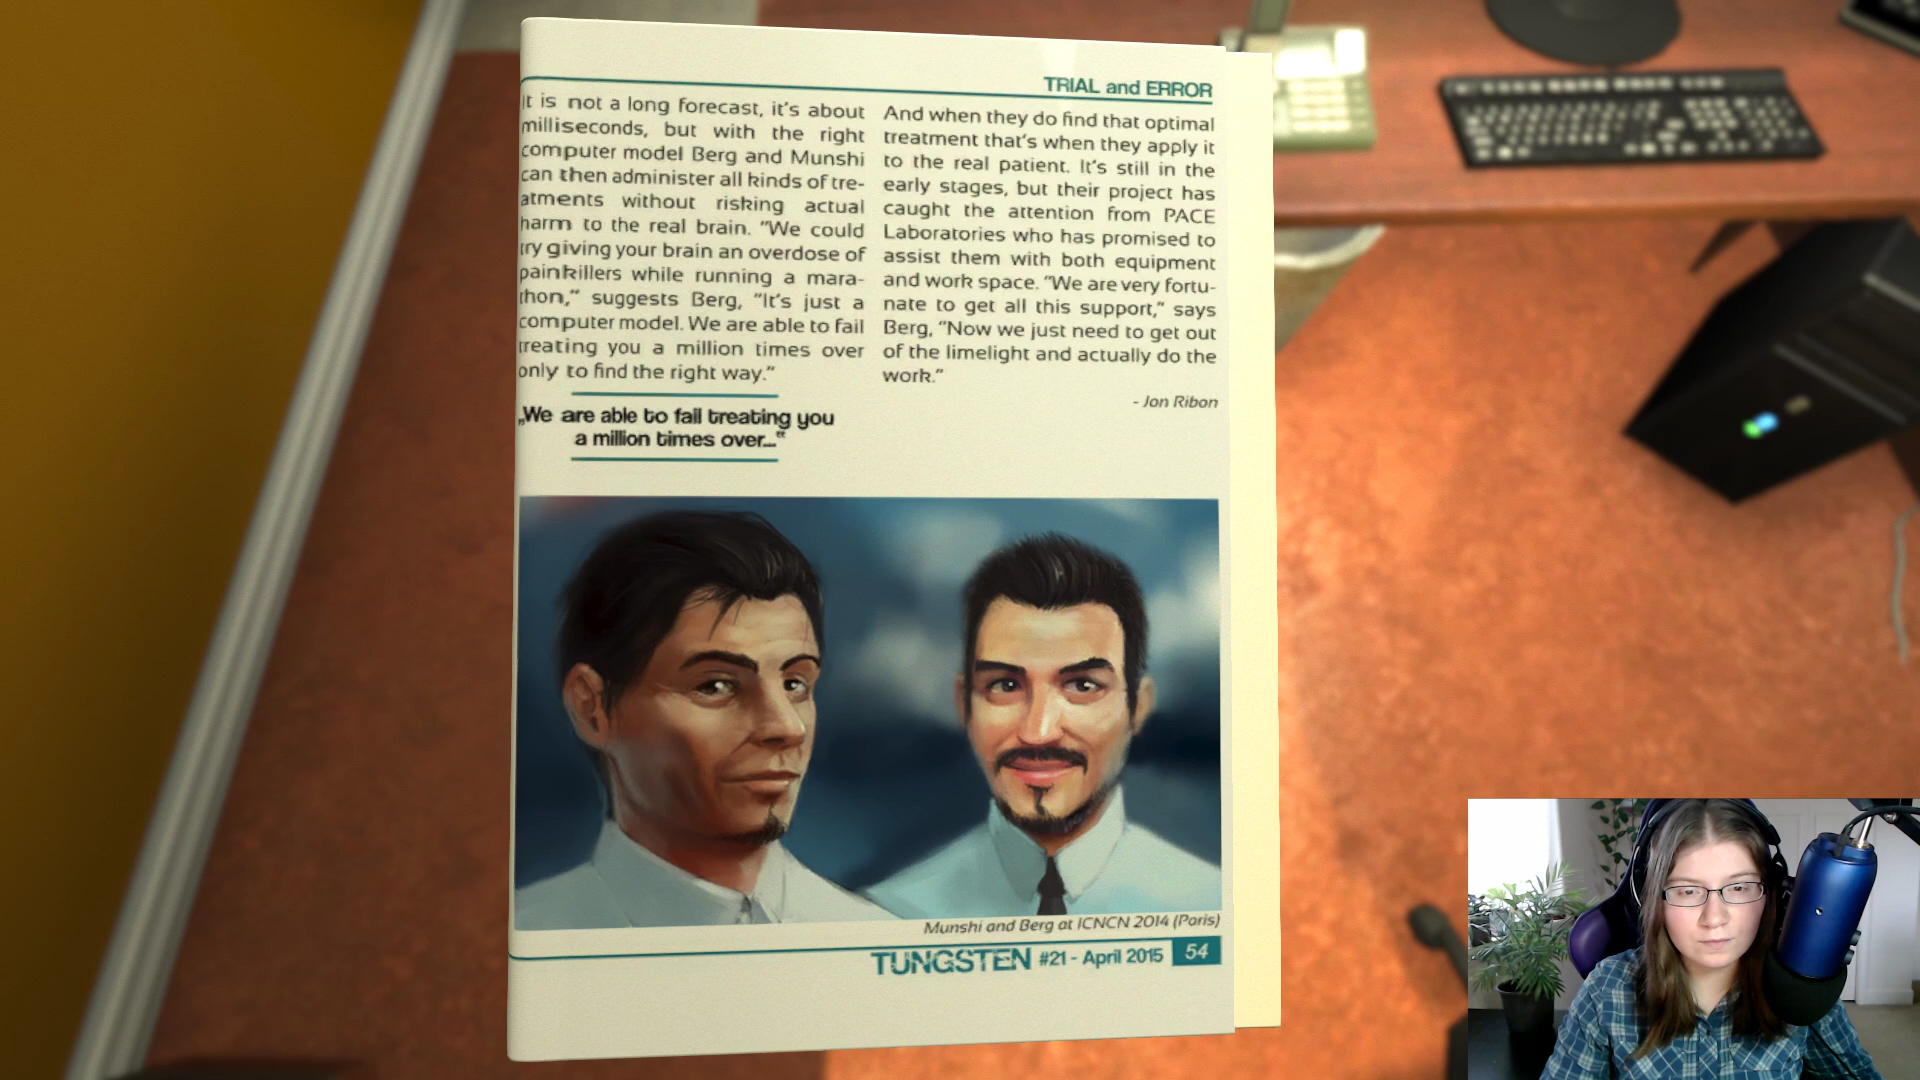 TRIAL and ERROR
It is not a long forecast, it's about
milliseconds, but with the right
computer model Berg and Munshi
can then administer all kinds of tre-
atments without risking actual
harm to the real brain. "We could
try giving your brain an overdose of
painkillers while running a mara-
thon," suggests Berg, "It's just a
computer model. We are able to fail
treating you a million times over
only to find the right way."
„We are able to fail treating you
a million times over..."
And when they do find that optimal
treatment that's when they apply it
to the real patient. It's still in the
early stages, but their project has
caught the attention from PACE
Laboratories who has promised to
assist them with both equipment
and work space. "We are very fortu-
nate to get all this support," says
Berg, "Now we just need to get out
of the limelight and actually do the
work."
- Jon Ribon
Munshi and Berg at ICNCN 2014 (Paris)
TUNGSTEN #21 - April 2015 54